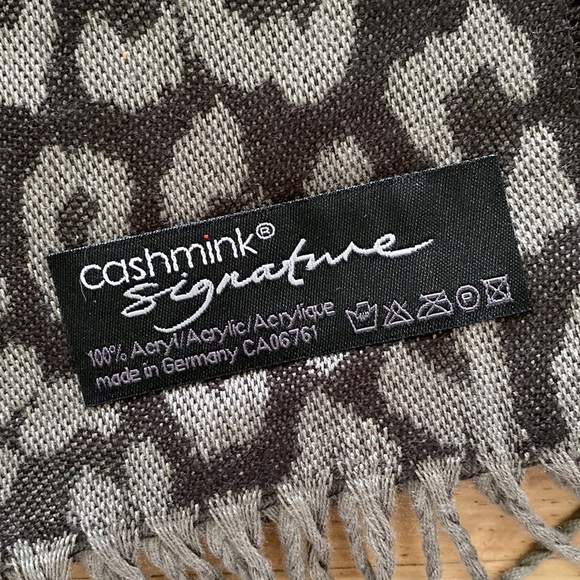 cashmink®
signature
100% Acryl/Acrylic/Acrylique
made in Germany CA06761